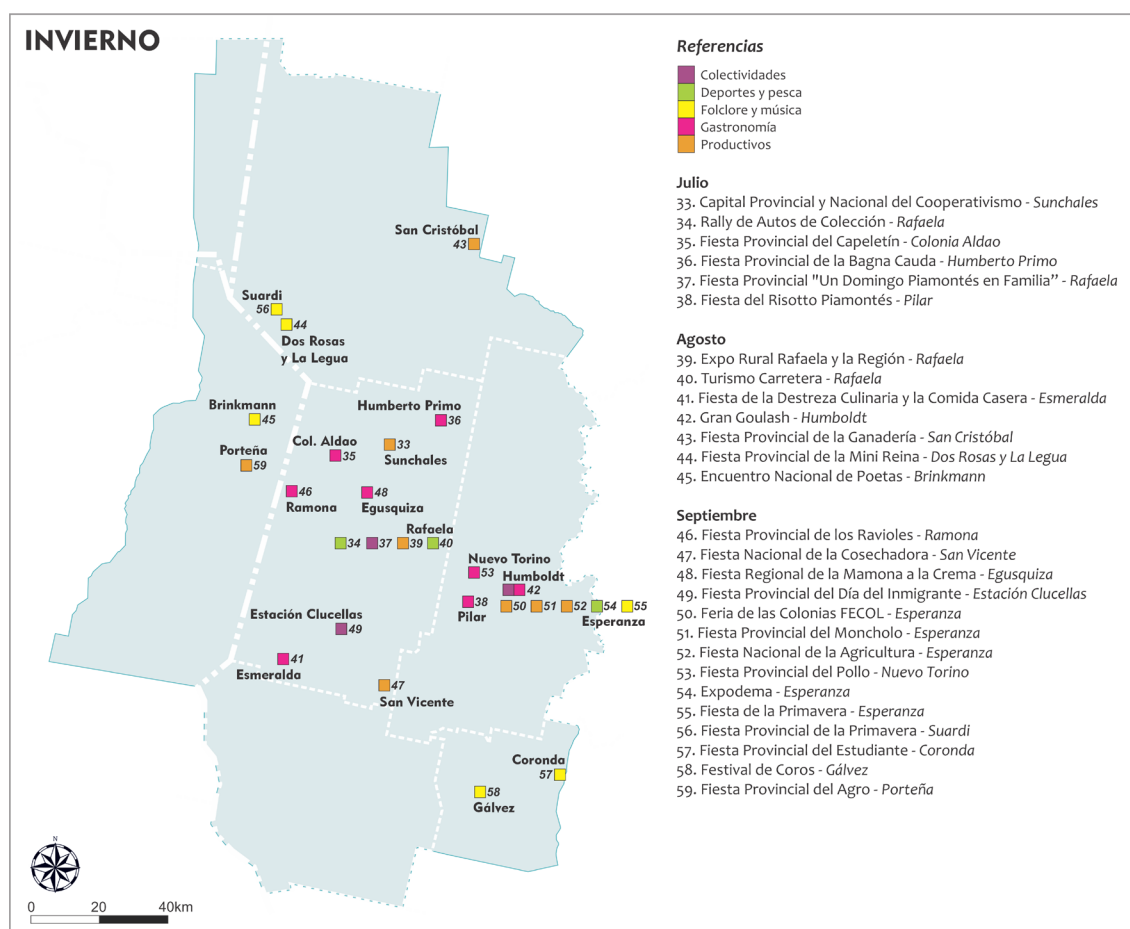 INVIERNO
San Cristóbal
43
Suardi
56
44
Dos Rosas
y La Legua
Brinkmann
45
Humberto Primo
36
Col. Aldao
35
33
Sunchales
Porteña
59
46
Ramona
48
Egusquiza
Rafaela
34
37
39
40
Nuevo Torino
53
Humboldt
42
38
Pilar
50
51
52
54
55
Esperanza
Estación Clucellas
49
41
Esmeralda
47
San Vicente
Coronda
57
58
Gálvez
N
0 20 40km
Referencias
Colectividades
Deportes y pesca
Folclore y música
Gastronomía
Productivos
Julio
33. Capital Provincial y Nacional del Cooperativismo - Sunchales
34. Rally de Autos de Colección - Rafaela
35. Fiesta Provincial del Capeletín - Colonia Aldao
36. Fiesta Provincial de la Bagna Cauda - Humberto Primo
37. Fiesta Provincial "Un Domingo Piamontés en Familia” - Rafaela
38. Fiesta del Risotto Piamontés - Pilar
Agosto
39. Expo Rural Rafaela y la Región - Rafaela
40. Turismo Carretera - Rafaela
41. Fiesta de la Destreza Culinaria y la Comida Casera - Esmeralda
42. Gran Goulash - Humboldt
43. Fiesta Provincial de la Ganadería - San Cristóbal
44. Fiesta Provincial de la Mini Reina - Dos Rosas y La Legua
45. Encuentro Nacional de Poetas - Brinkmann
Septiembre
46. Fiesta Provincial de los Ravioles - Ramona
47. Fiesta Nacional de la Cosechadora - San Vicente
48. Fiesta Regional de la Mamona a la Crema - Egusquiza
49. Fiesta Provincial del Día del Inmigrante - Estación Clucellas
50. Feria de las Colonias FECOL - Esperanza
51. Fiesta Provincial del Moncholo - Esperanza
52. Fiesta Nacional de la Agricultura - Esperanza
53. Fiesta Provincial del Pollo - Nuevo Torino
54. Expodema - Esperanza
55. Fiesta de la Primavera - Esperanza
56. Fiesta Provincial de la Primavera - Suardi
57. Fiesta Provincial del Estudiante - Coronda
58. Festival de Coros - Gálvez
59. Fiesta Provincial del Agro - Porteña